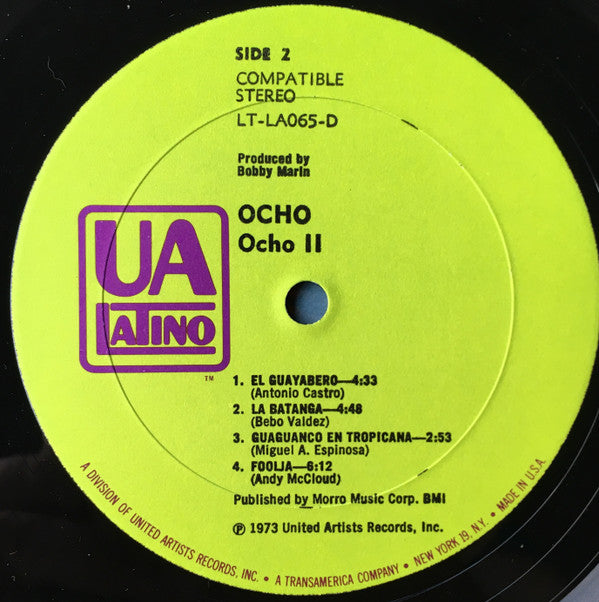 SIDE 2
COMPATIBLE
STEREO
LT-LA065-D
Produced by
Bobby Marin
OCHO
Ocho II
UA
LATINO
TM
1. EL GUAYABERO—4:33
(Antonio Castro)
2. LA BATANGA—4:48
(Bebo Valdez)
3. GUAGUANCO EN TROPICANA—2:53
(Miguel A. Espinosa)
4. FOOLJA—6:12
(Andy McCloud)
Published by Morro Music Corp. BMI
℗ 1973 United Artists Records, Inc.
A DIVISION OF UNITED ARTISTS RECORDS, INC. • A TRANSAMERICA COMPANY • NEW YORK 19, N.Y. • MADE IN U.S.A.